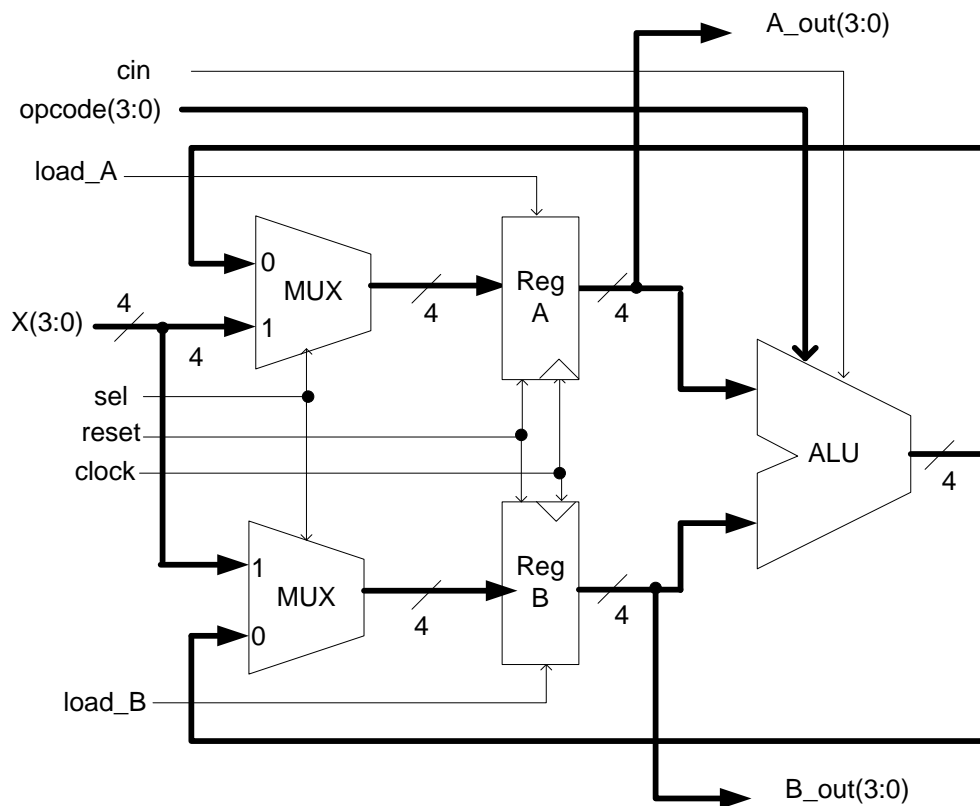 A_out(3:0)
cin
opcode(3:0)
load_A
0
MUX
4
Reg
A
4
X(3:0)
4
1
4
sel
reset
clock
ALU
4
1
MUX
0
4
Reg
B
4
load_B
B_out(3:0)